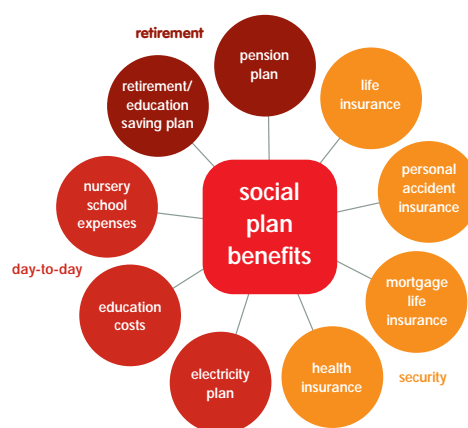 retirement
pension
plan
life
insurance
retirement/
education
saving plan
personal
accident
insurance
nursery
school
expenses
social
plan
benefits
day-to-day
mortgage
life
insurance
education
costs
health
insurance
security
electricity
plan